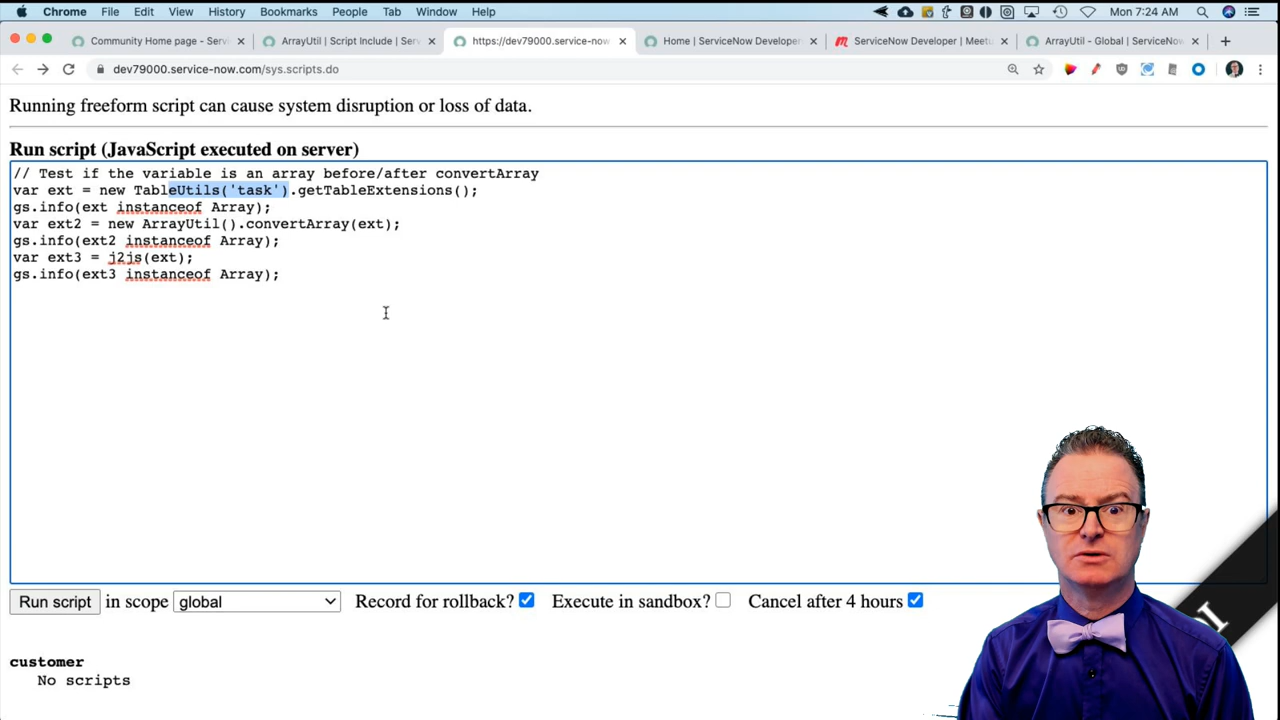 Chrome File Edit View History Bookmarks People Tab Window Help Mon 7:24 AM
Community Home page - Servi
ArrayUtil | Script Include | Serv
https://dev79000.service-now
Home | ServiceNow Developer
ServiceNow Developer | Meetu
ArrayUtil - Global | ServiceNow
dev79000.service-now.com/sys.scripts.do
Running freeform script can cause system disruption or loss of data.
Run script (JavaScript executed on server)
// Test if the variable is an array before/after convertArray
var ext = new TableUtils('task').getTableExtensions();
gs.info(ext instanceof Array);
var ext2 = new ArrayUtil().convertArray(ext);
gs.info(ext2 instanceof Array);
var ext3 = j2js(ext);
gs.info(ext3 instanceof Array);
Run script in scope global Record for rollback? Execute in sandbox? Cancel after 4 hours
customer
No scripts